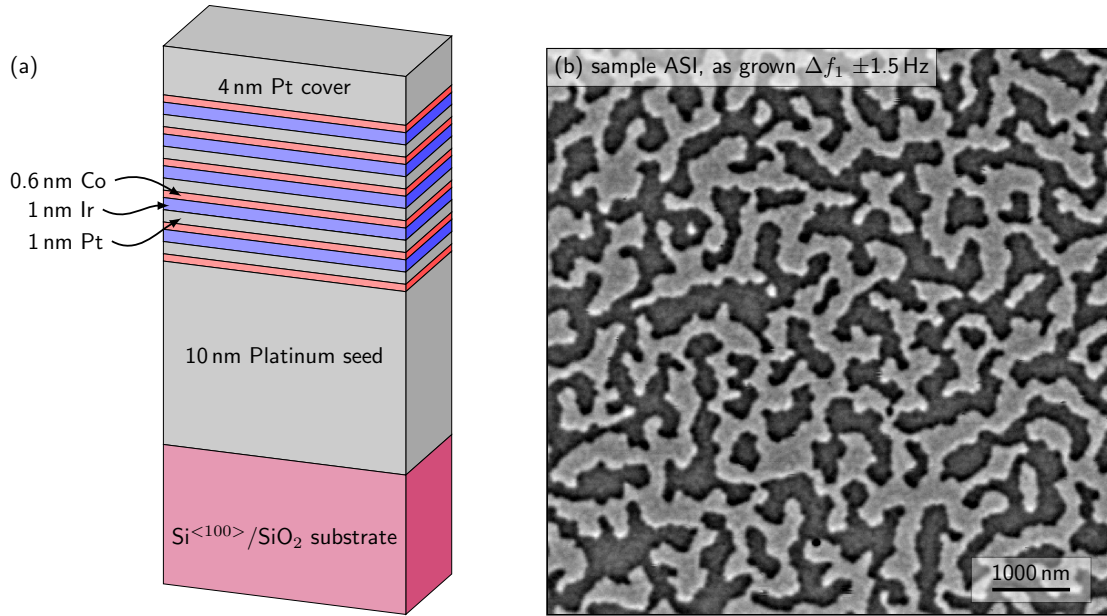 (a)
4 nm Pt cover
0.6 nm Co
1 nm Ir
1 nm Pt
10 nm Platinum seed
Si<100>/SiO₂ substrate
(b) sample ASI, as grown Δf₁ ±1.5 Hz
1000 nm